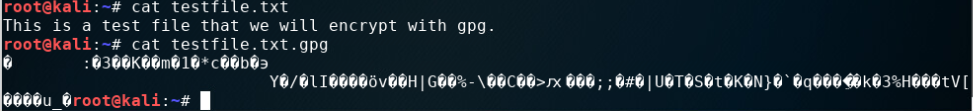 root@kali:~# cat testfile.txt
This is a test file that we will encrypt with gpg.
root@kali:~# cat testfile.txt.gpg
�       :�3��K��m�1�*c��b�э
Y�/�lI����öv��H|G��%-\��C��>ԕ���;;�#�|U�T�S�t�K�N}�`�q����k�3%H���tV[
����u_�root@kali:~#